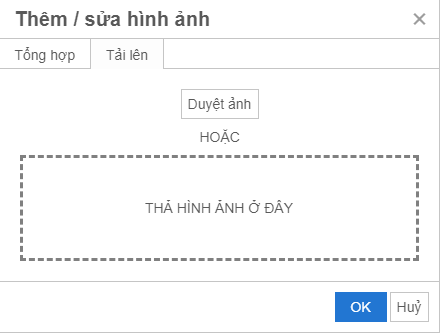 Thêm / sửa hình ảnh
×
Tổng hợp
Tải lên
Duyệt ảnh
HOẶC
THẢ HÌNH ẢNH Ở ĐÂY
OK
Huỷ